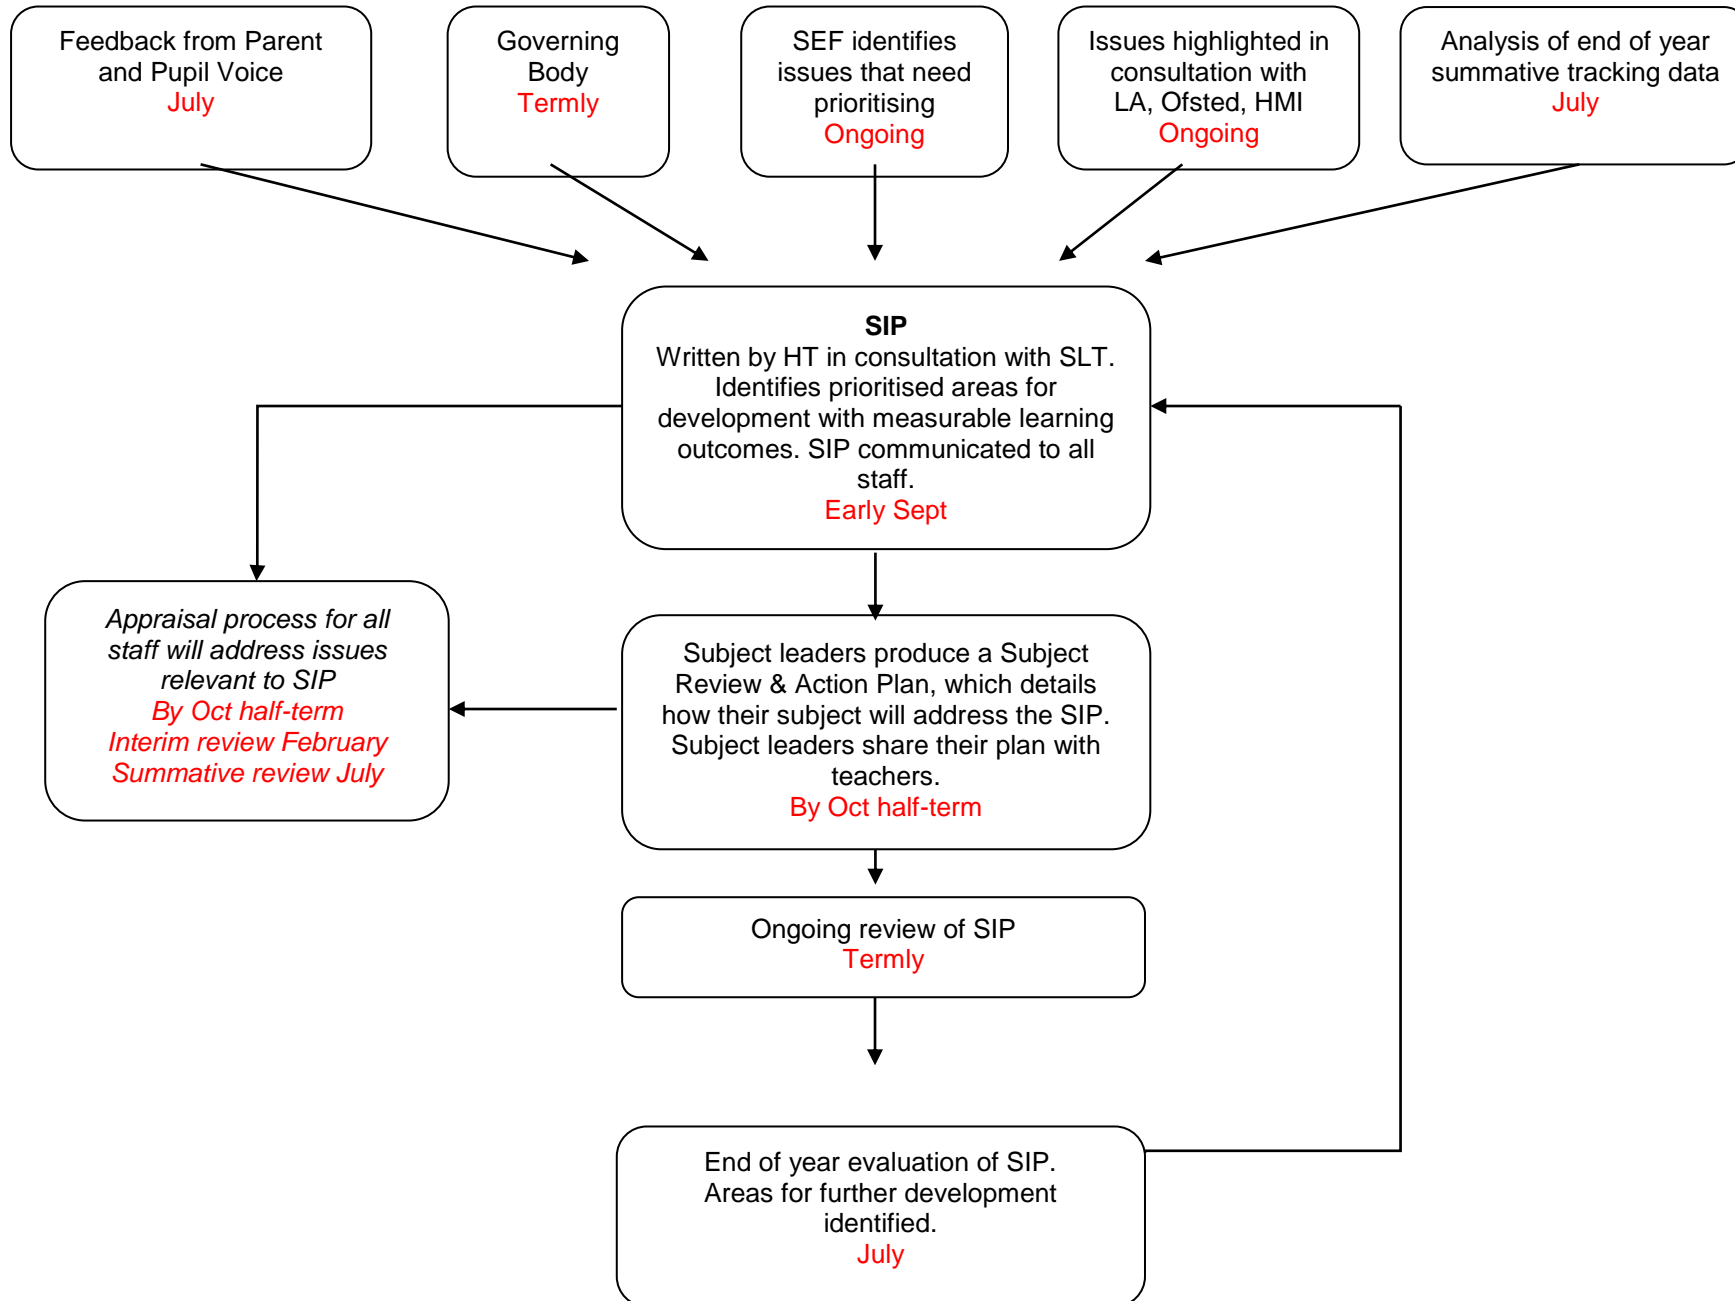 Feedback from Parent
and Pupil Voice
July
Governing
Body
Termly
SEF identifies
issues that need
prioritising
Ongoing
Issues highlighted in
consultation with
LA, Ofsted, HMI
Ongoing
Analysis of end of year
summative tracking data
July
SIP
Written by HT in consultation with SLT.
Identifies prioritised areas for
development with measurable learning
outcomes. SIP communicated to all
staff.
Early Sept
Appraisal process for all
staff will address issues
relevant to SIP
By Oct half-term
Interim review February
Summative review July
Subject leaders produce a Subject
Review & Action Plan, which details
how their subject will address the SIP.
Subject leaders share their plan with
teachers.
By Oct half-term
Ongoing review of SIP
Termly
End of year evaluation of SIP.
Areas for further development
identified.
July